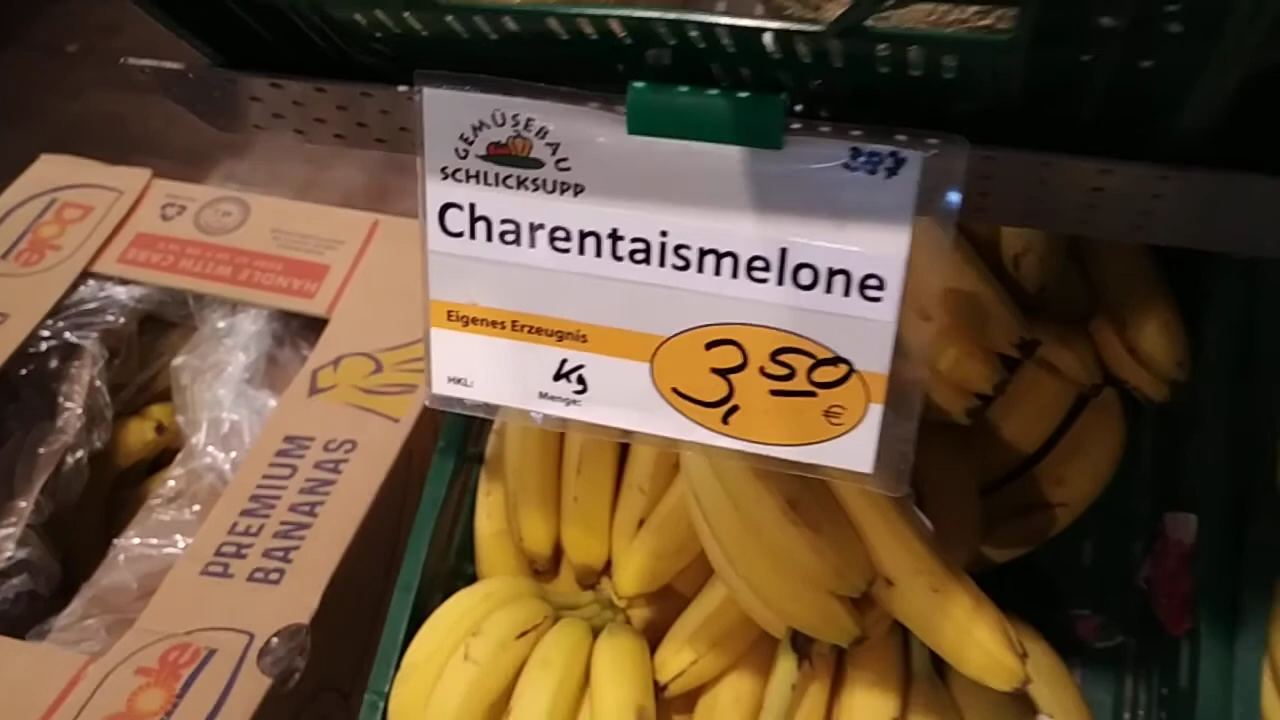 GEMÜSEBAU
SCHLICKSUPP
387
Charentaismelone
Eigenes Erzeugnis
Kg
HKL:
Menge:
3,50
€
Dole
HANDLE WITH CARE
PREMIUM
BANANAS
Dole